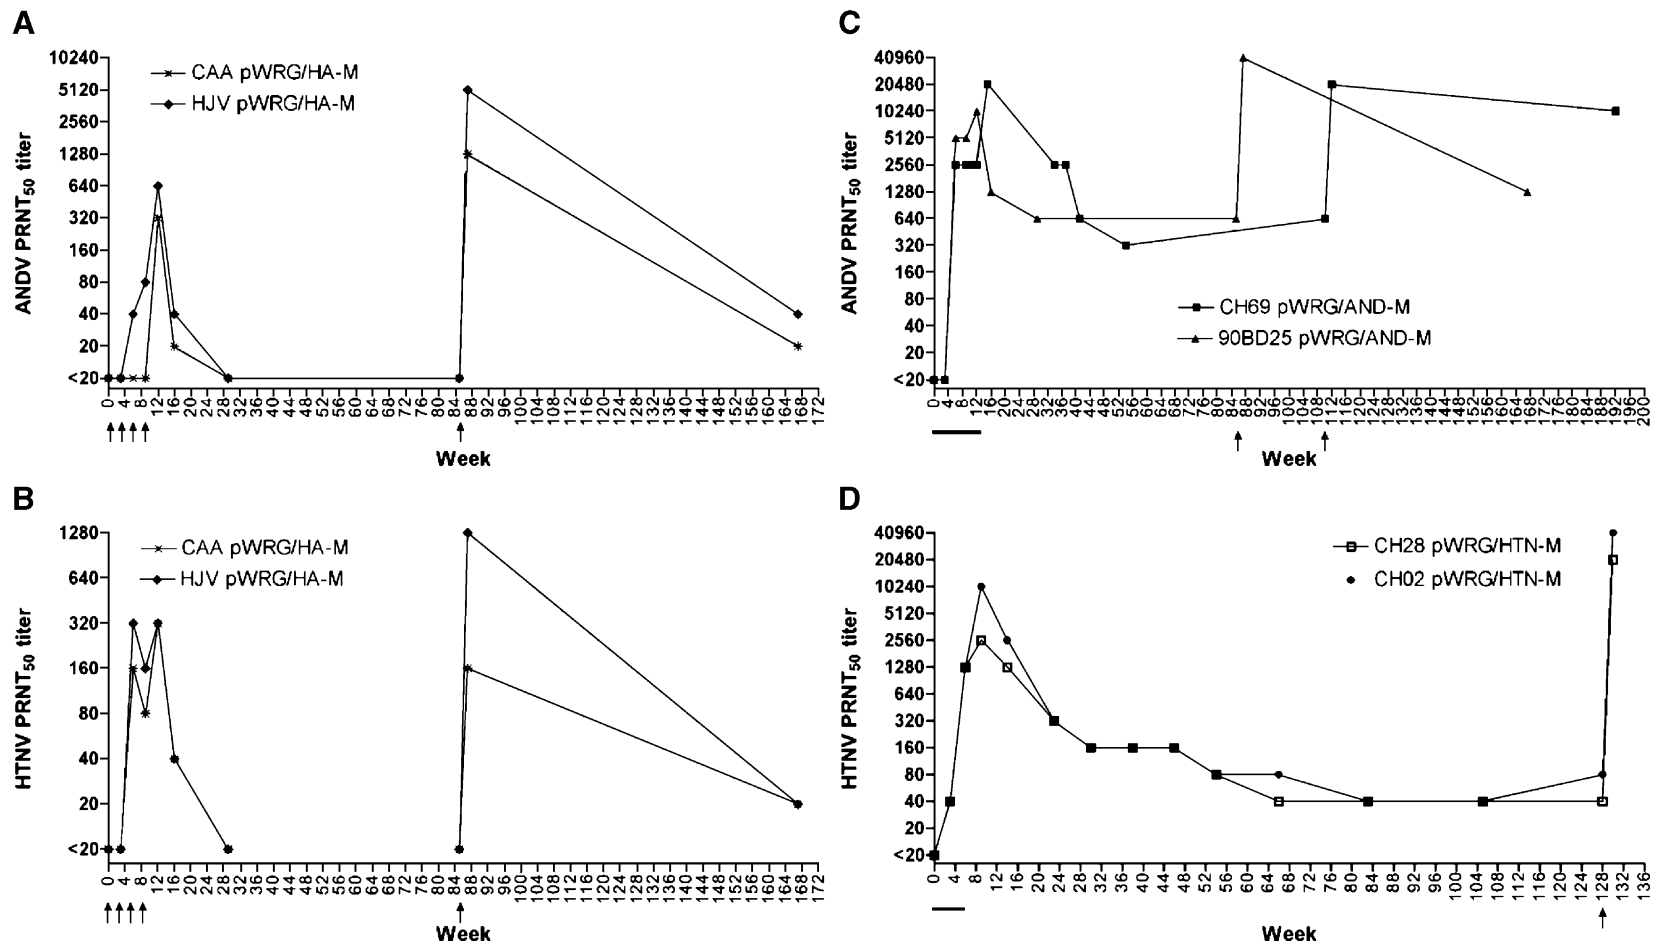 A
ANDV PRNT50 titer
10240
5120
2560
1280
640
320
160
80
40
20
<20
CAA pWRG/HA-M
HJV pWRG/HA-M
0 4 8 12 16 20 24 28 32 36 40 44 48 52 56 60 64 68 72 76 80 84 88 92 96 100 104 108 112 116 120 124 128 132 136 140 144 148 152 156 160 164 168 172
Week
B
HTNV PRNT50 titer
1280
640
320
160
80
40
20
<20
CAA pWRG/HA-M
HJV pWRG/HA-M
0 4 8 12 16 20 24 28 32 36 40 44 48 52 56 60 64 68 72 76 80 84 88 92 96 100 104 108 112 116 120 124 128 132 136 140 144 148 152 156 160 164 168 172
Week
C
ANDV PRNT50 titer
40960
20480
10240
5120
2560
1280
640
320
160
80
40
20
<20
CH69 pWRG/AND-M
90BD25 pWRG/AND-M
0 4 8 12 16 20 24 28 32 36 40 44 48 52 56 60 64 68 72 76 80 84 88 92 96 100 104 108 112 116 120 124 128 132 136 140 144 148 152 156 160 164 168 172 176 180 184 188 192 196 200
Week
D
HTNV PRNT50 titer
40960
20480
10240
5120
2560
1280
640
320
160
80
40
20
<20
CH28 pWRG/HTN-M
CH02 pWRG/HTN-M
0 4 8 12 16 20 24 28 32 36 40 44 48 52 56 60 64 68 72 76 80 84 88 92 96 100 104 108 112 116 120 124 128 132 136
Week